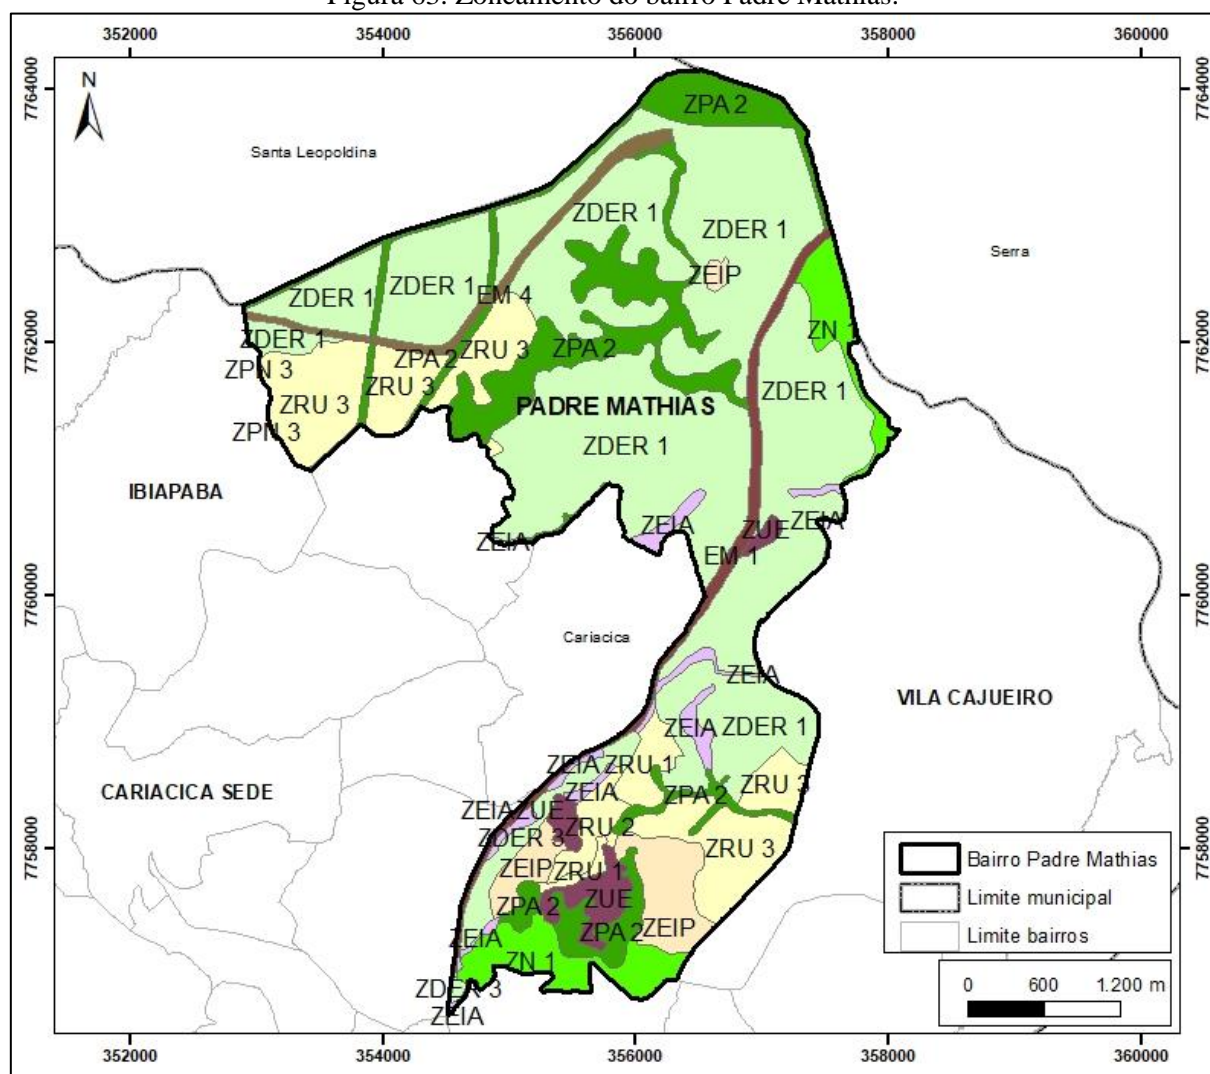 Figura 83: Zoneamento do bairro Padre Mathias.
352000 354000 356000 358000 360000
7764000 7764000
N
ZPA 2
Santa Leopoldina
ZDER 1
ZDER 1
Serra
ZEIP
ZDER 1
ZDER 1
EM 4
7762000 7762000
ZDER 1
ZN 1
ZPA 2
ZRU 3
ZPA 2
ZPN 3
ZRU 3
ZDER 1
ZRU 3
PADRE MATHIAS
ZPN 3
ZDER 1
IBIAPABA
ZEIA
ZEIA
ZUE
ZEIA
EM 1
7760000 7760000
Cariacica
ZEIA
VILA CAJUEIRO
ZEIA
ZDER 1
ZEIA
ZRU 1
CARIACICA SEDE
ZEIA
ZPA 2
ZRU 3
ZEIA
ZUE
ZRU 2
ZDER 3
7758000 7758000
ZRU 3
ZEIP
ZRU 1
Bairro Padre Mathias
ZUE
ZPA 2
Limite municipal
ZPA 2
ZEIP
ZEIA
Limite bairros
ZN 1
ZDER 3
0 600 1.200 m
ZEIA
352000 354000 356000 358000 360000